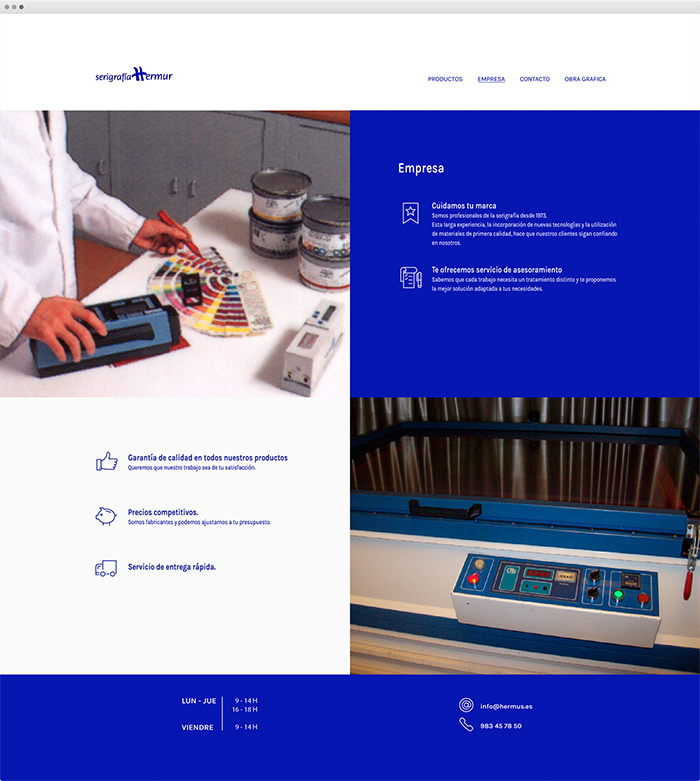 serigrafía Hermur
PRODUCTOS EMPRESA CONTACTO OBRA GRAFICA
Empresa
Cuidamos tu marca
Somos profesionales de la serigrafía desde 1973.
Esta larga experiencia, la incorporación de nuevas tecnologías y la utilización
de materiales de primera calidad, hace que nuestros clientes sigan confiando
en nosotros.
Te ofrecemos servicio de asesoramiento
Sabemos que cada trabajo necesita un tratamiento distinto y te proponemos
la mejor solución adaptada a tus necesidades.
Garantía de calidad en todos nuestros productos
Queremos que nuestro trabajo sea de tu satisfacción.
Precios competitivos.
Somos fabricantes y podemos ajustarnos a tu presupuesto.
Servicio de entrega rápida.
LUN - JUE 9 - 14 H
16 - 18 H
VIENDRE 9 - 14 H
info@hermus.es
983 45 78 50